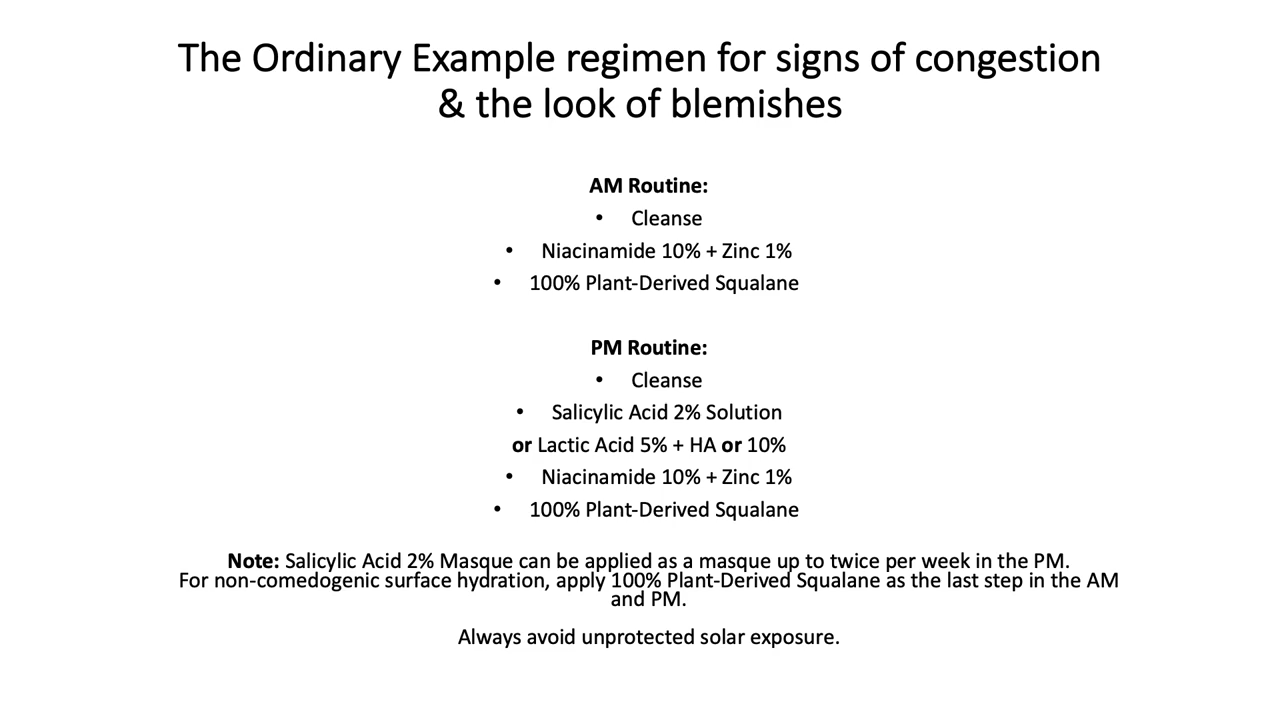 The Ordinary Example regimen for signs of congestion
& the look of blemishes
AM Routine:
• Cleanse
• Niacinamide 10% + Zinc 1%
• 100% Plant-Derived Squalane
PM Routine:
• Cleanse
• Salicylic Acid 2% Solution
or Lactic Acid 5% + HA or 10%
• Niacinamide 10% + Zinc 1%
• 100% Plant-Derived Squalane
Note: Salicylic Acid 2% Masque can be applied as a masque up to twice per week in the PM.
For non-comedogenic surface hydration, apply 100% Plant-Derived Squalane as the last step in the AM
and PM.
Always avoid unprotected solar exposure.